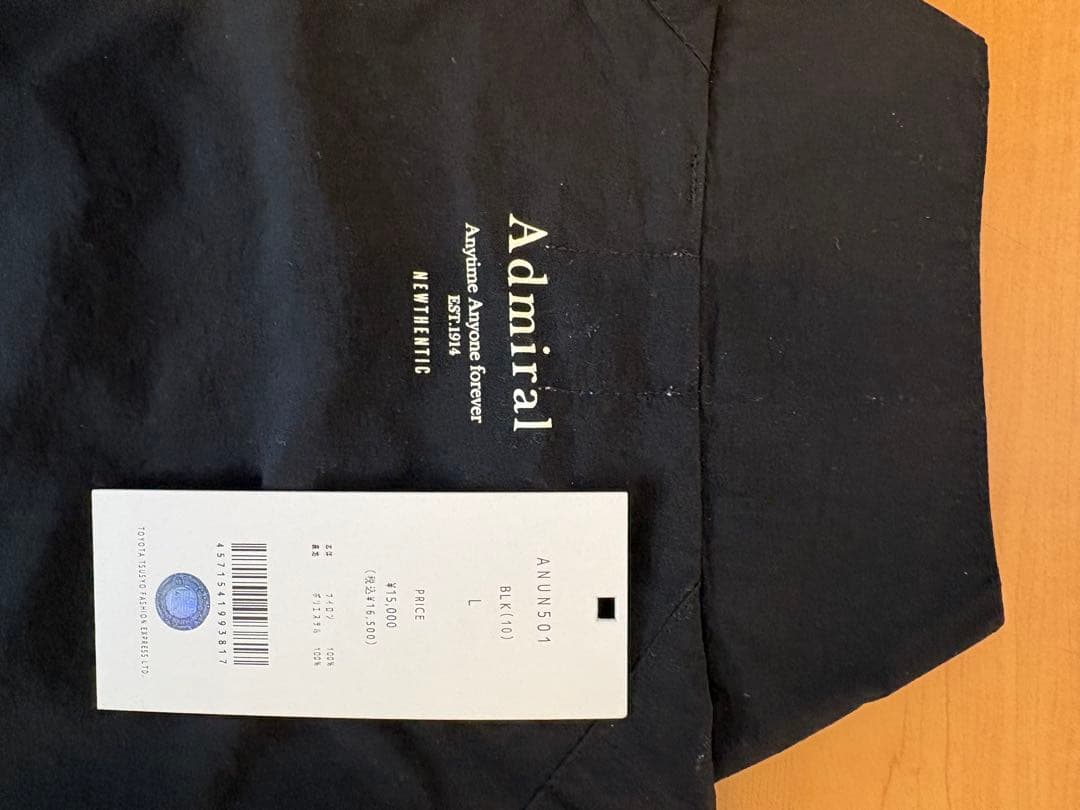 Admiral
Anytime Anyone forever
EST.1914
NEWTHENTIC
ANUN501
BLK(10)
L
PRICE
¥15,000
(税込¥16,500)
ナイロン 100%
ポリエステル 100%
4571541993817
TOYOTA TSUSYO FASHION EXPRESS LTD.